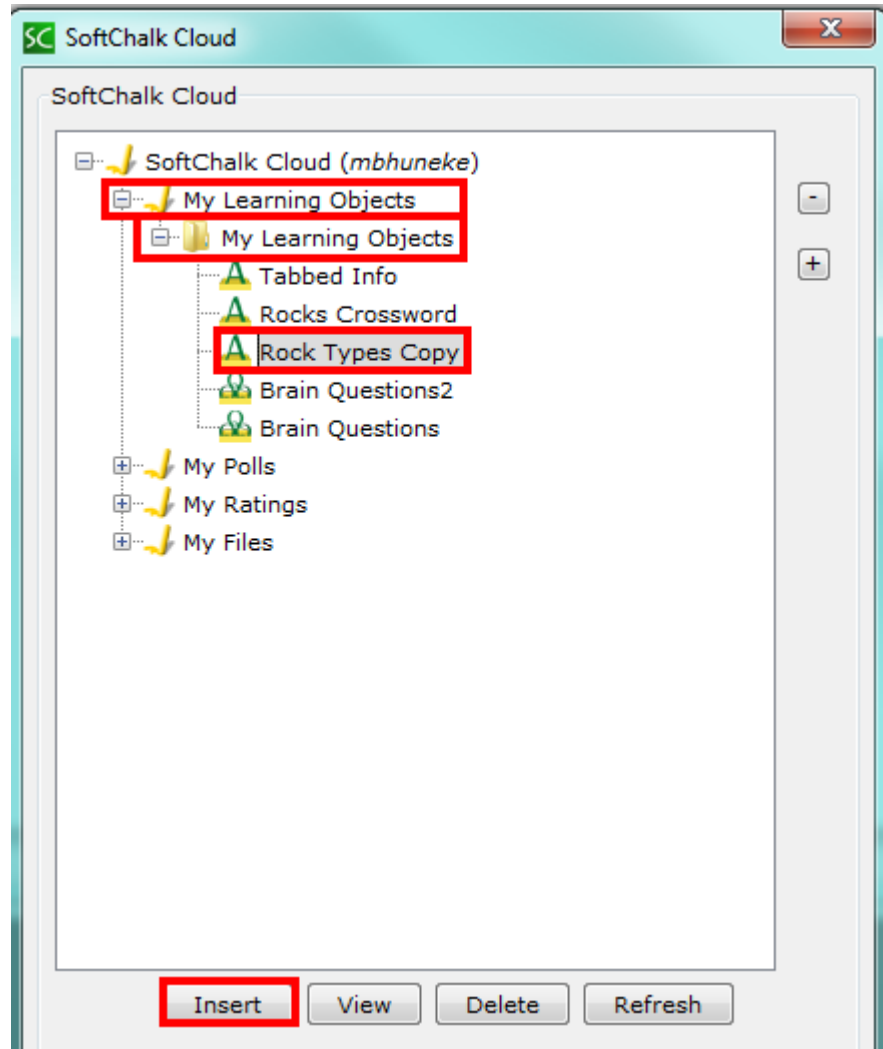 SC SoftChalk Cloud
SoftChalk Cloud
SoftChalk Cloud (mbhuneke)
My Learning Objects
My Learning Objects
Tabbed Info
A Rocks Crossword
A Rock Types Copy
Brain Questions2
Brain Questions
My Polls
My Ratings
My Files
Insert View Delete Refresh